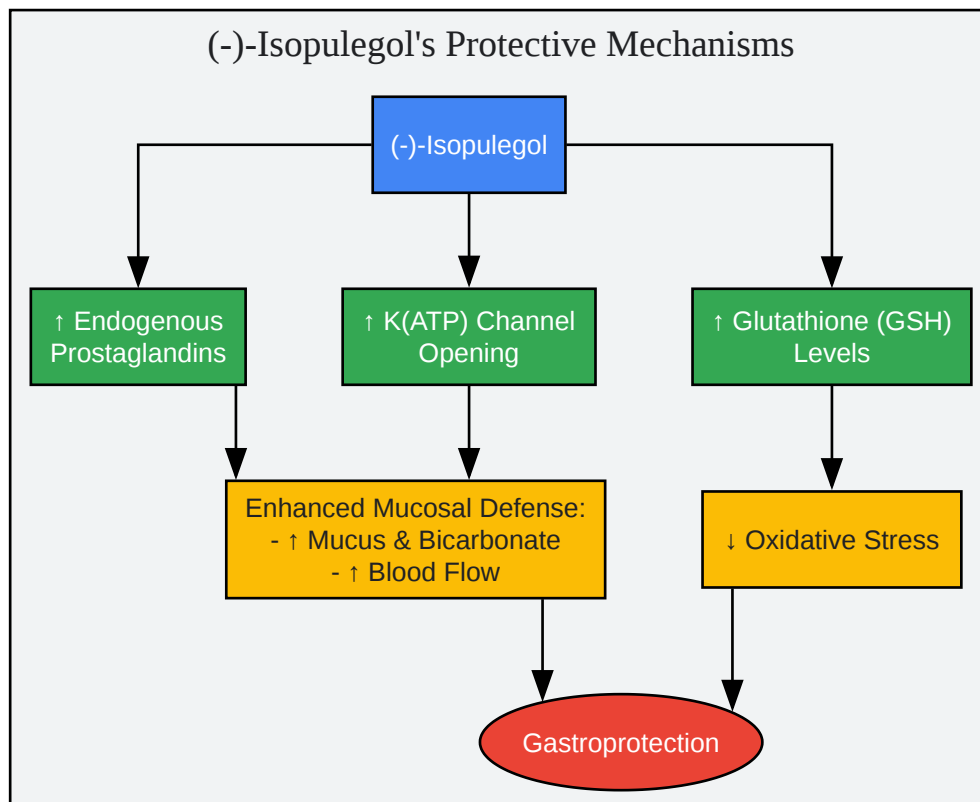 (-)-Isopulegol's Protective Mechanisms
(-)-Isopulegol
↑ Endogenous
Prostaglandins
↑ K(ATP) Channel
Opening
↑ Glutathione (GSH)
Levels
Enhanced Mucosal Defense:
- ↑ Mucus & Bicarbonate
- ↑ Blood Flow
↓ Oxidative Stress
Gastroprotection